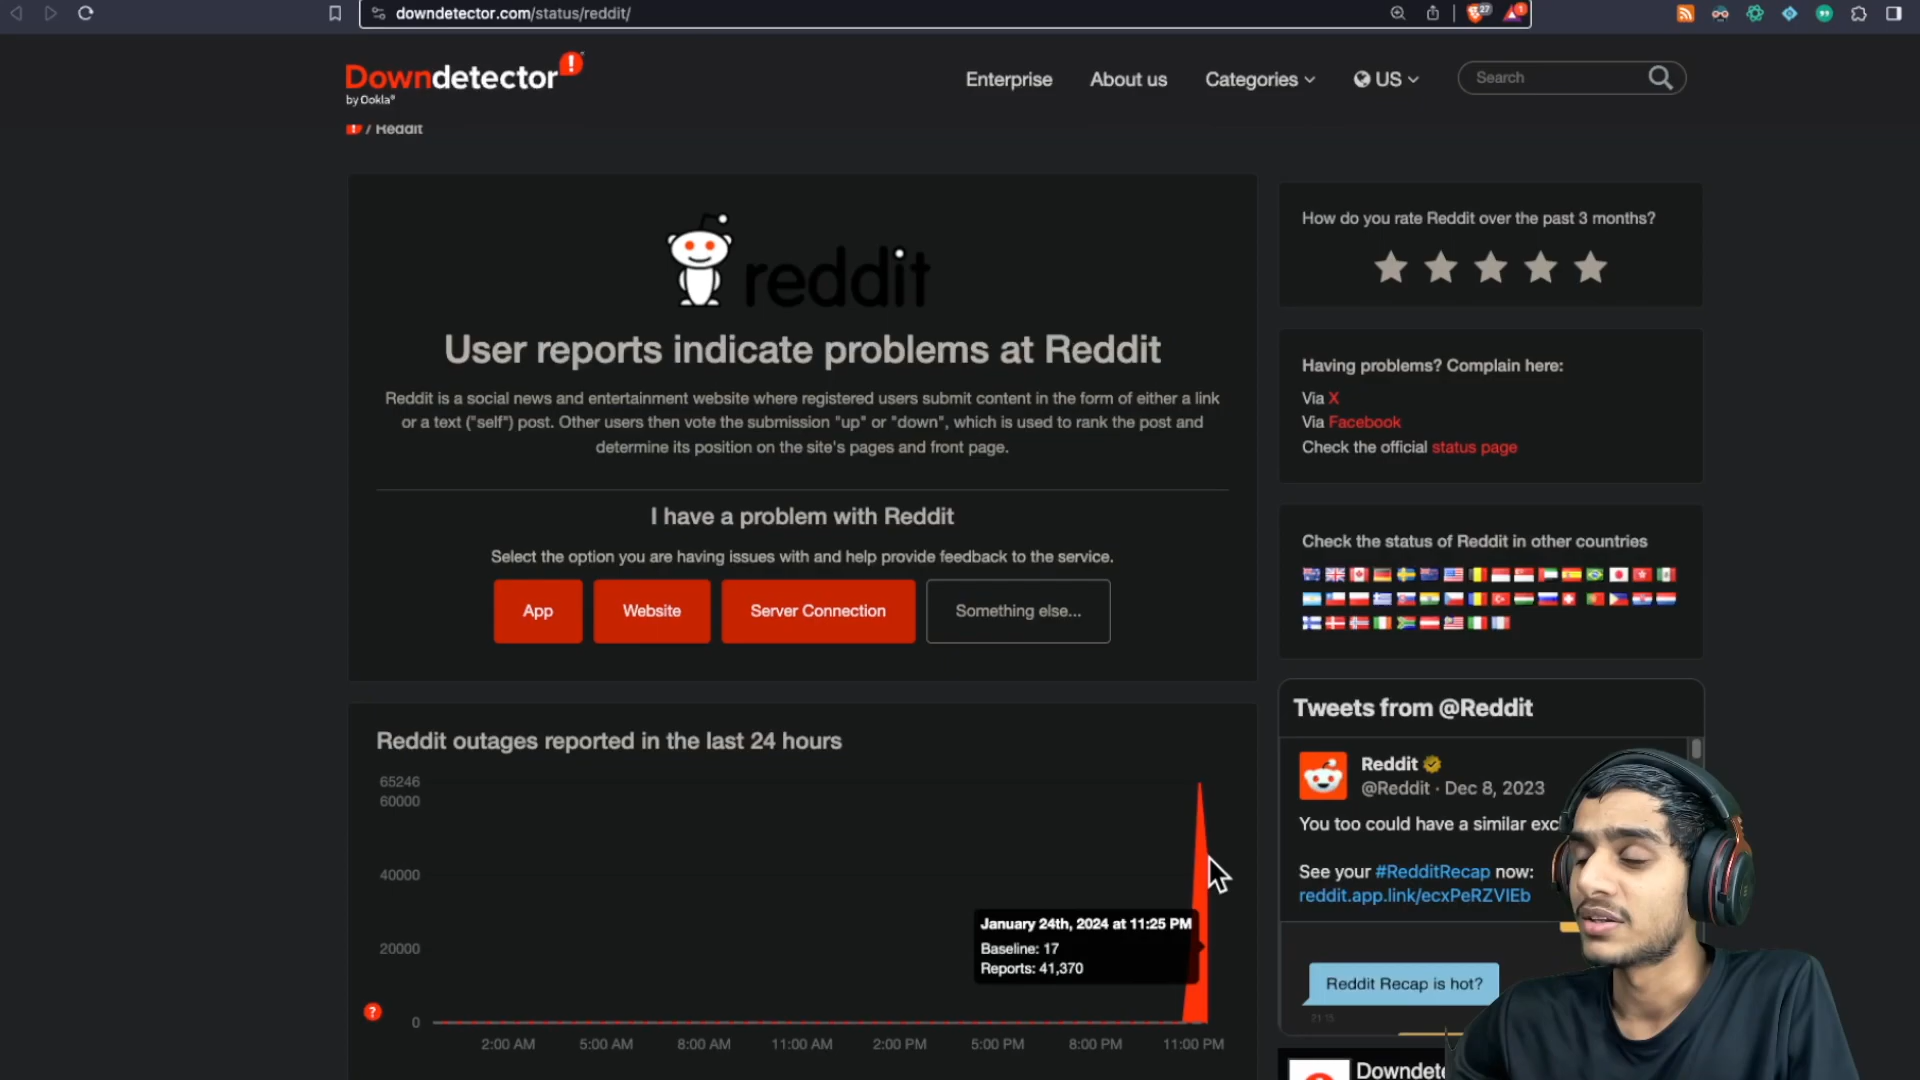 downdetector.com/status/reddit/
27
1
Downdetector
by Ookla®
Enterprise
About us
Categories
US
Search
/ Reddit
reddit
User reports indicate problems at Reddit
Reddit is a social news and entertainment website where registered users submit content in the form of either a link
or a text ("self") post. Other users then vote the submission "up" or "down", which is used to rank the post and
determine its position on the site's pages and front page.
I have a problem with Reddit
Select the option you are having issues with and help provide feedback to the service.
App
Website
Server Connection
Something else...
How do you rate Reddit over the past 3 months?
Having problems? Complain here:
Via X
Via Facebook
Check the official status page
Check the status of Reddit in other countries
Reddit outages reported in the last 24 hours
65246
60000
40000
20000
0
January 24th, 2024 at 11:25 PM
Baseline: 17
Reports: 41,370
?
2:00 AM 5:00 AM 8:00 AM 11:00 AM 2:00 PM 5:00 PM 8:00 PM 11:00 PM
Tweets from @Reddit
Reddit
@Reddit · Dec 8, 2023
You too could have a similar
See your #RedditRecap now:
reddit.app.link/ecxPeRZVIEb
Reddit Recap is hot?
21:15